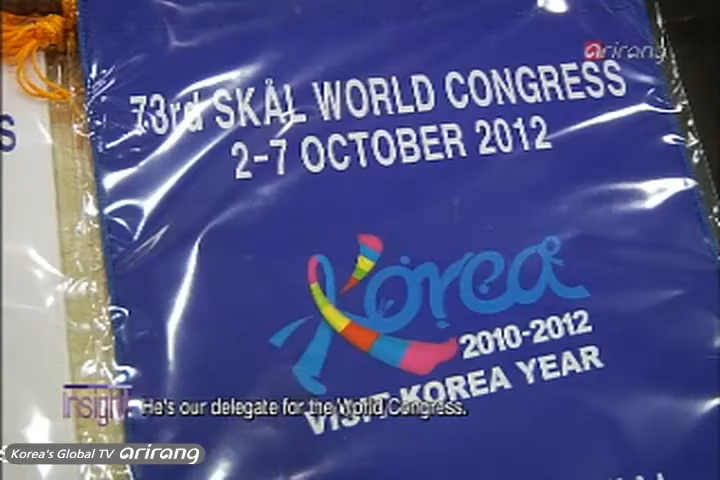 arirang
73rd SKÅL WORLD CONGRESS
2-7 OCTOBER 2012
S
Korea
2010-2012
VISIT KOREA YEAR
insight
He's our delegate for the World Congress.
Korea's Global TV arirang